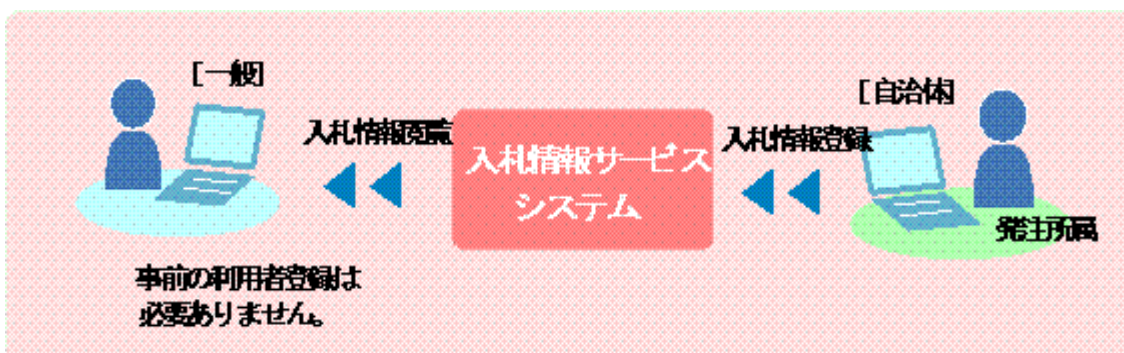 [一般]
[自治体]
入札情報閲覧
入札情報サービス
システム
入札情報登録
発注所属
事前の利用者登録は
必要ありません。